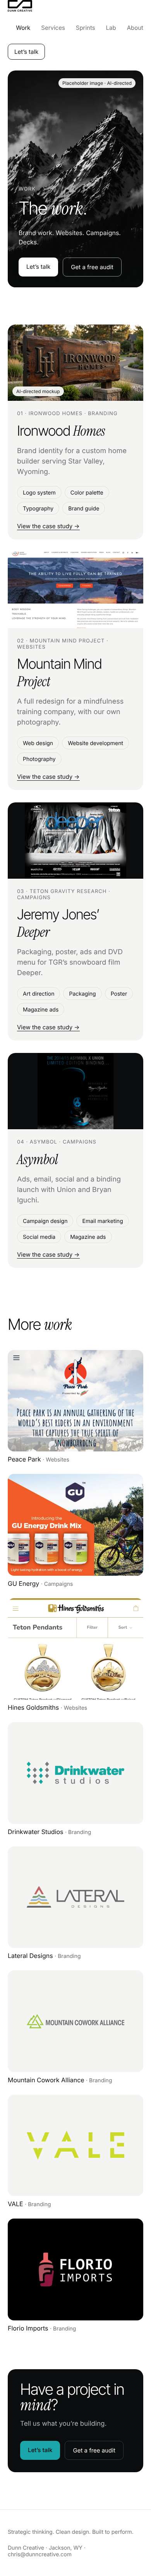 DUNN CREATIVE
Work Services Sprints Lab About
Let's talk
Placeholder image · AI-directed
WORK
The work.
Brand work. Websites. Campaigns.
Decks.
Let's talk Get a free audit
IRONWOOD
HOMES
AI-directed mockup
01 · IRONWOOD HOMES · BRANDING
Ironwood Homes
Brand identity for a custom home
builder serving Star Valley,
Wyoming.
Logo system Color palette
Typography Brand guide
View the case study →
THE ABILITY TO LIVE FULLY CAN BE TRAINED
02 · MOUNTAIN MIND PROJECT ·
WEBSITES
Mountain Mind
Project
A full redesign for a mindfulness
training company, with our own
photography.
Web design Website development
Photography
View the case study →
deeper
03 · TETON GRAVITY RESEARCH ·
CAMPAIGNS
Jeremy Jones'
Deeper
Packaging, poster, ads and DVD
menu for TGR's snowboard film
Deeper.
Art direction Packaging Poster
Magazine ads
View the case study →
04 · ASYMBOL · CAMPAIGNS
Asymbol
Ads, email, social and a binding
launch with Union and Bryan
Iguchi.
Campaign design Email marketing
Social media Magazine ads
View the case study →
More work
Peace Park
PEACE PARK IS AN ANNUAL GATHERING OF THE
WORLD'S BEST RIDERS IN AN ENVIRONMENT
THAT CAPTURES THE TRUE SPIRIT OF
SNOWBOARDING
Peace Park · Websites
Introducing the
GU Energy Drink Mix
GU
GU Energy · Campaigns
Hines Goldsmiths
Teton Pendants Filter Sort
Hines Goldsmiths · Websites
Drinkwater
studios
Drinkwater Studios · Branding
LATERAL
DESIGNS
Lateral Designs · Branding
MOUNTAIN COWORK ALLIANCE
Mountain Cowork Alliance · Branding
VALE
VALE · Branding
FLORIO
IMPORTS
Florio Imports · Branding
Have a project in
mind?
Tell us what you're building.
Let's talk Get a free audit
Strategic thinking. Clean design. Built to perform.
Dunn Creative · Jackson, WY ·
chris@dunncreative.com